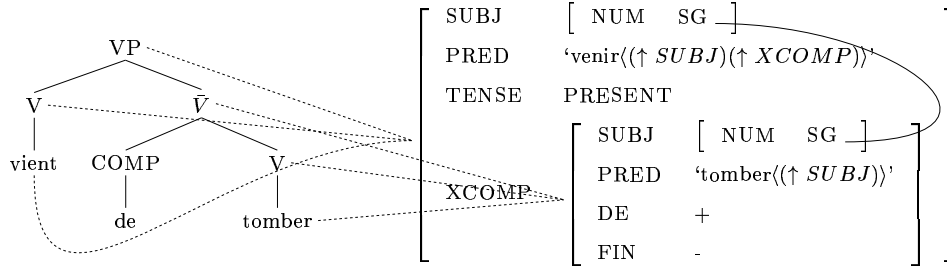 VP
V V̄
vient COMP V
de tomber
SUBJ [ NUM SG ]
PRED ‘venir⟨(↑ SUBJ)(↑ XCOMP)⟩’
TENSE PRESENT
XCOMP
SUBJ [ NUM SG ]
PRED ‘tomber⟨(↑ SUBJ)⟩’
DE +
FIN -